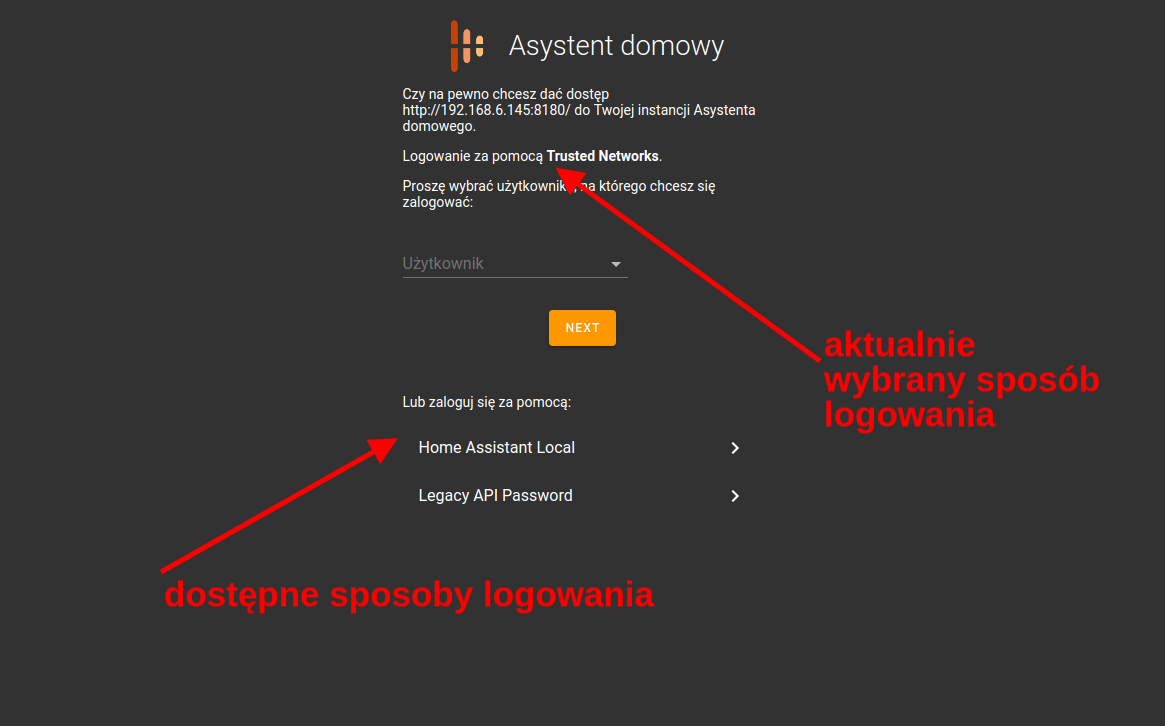 Asystent domowy
Czy na pewno chcesz dać dostęp
http://192.168.6.145:8180/ do Twojej instancji Asystenta
domowego.
Logowanie za pomocą Trusted Networks.
Proszę wybrać użytkownika, na którego chcesz się
zalogować:
Użytkownik
NEXT
aktualnie
wybrany sposób
logowania
Lub zaloguj się za pomocą:
Home Assistant Local
Legacy API Password
dostępne sposoby logowania